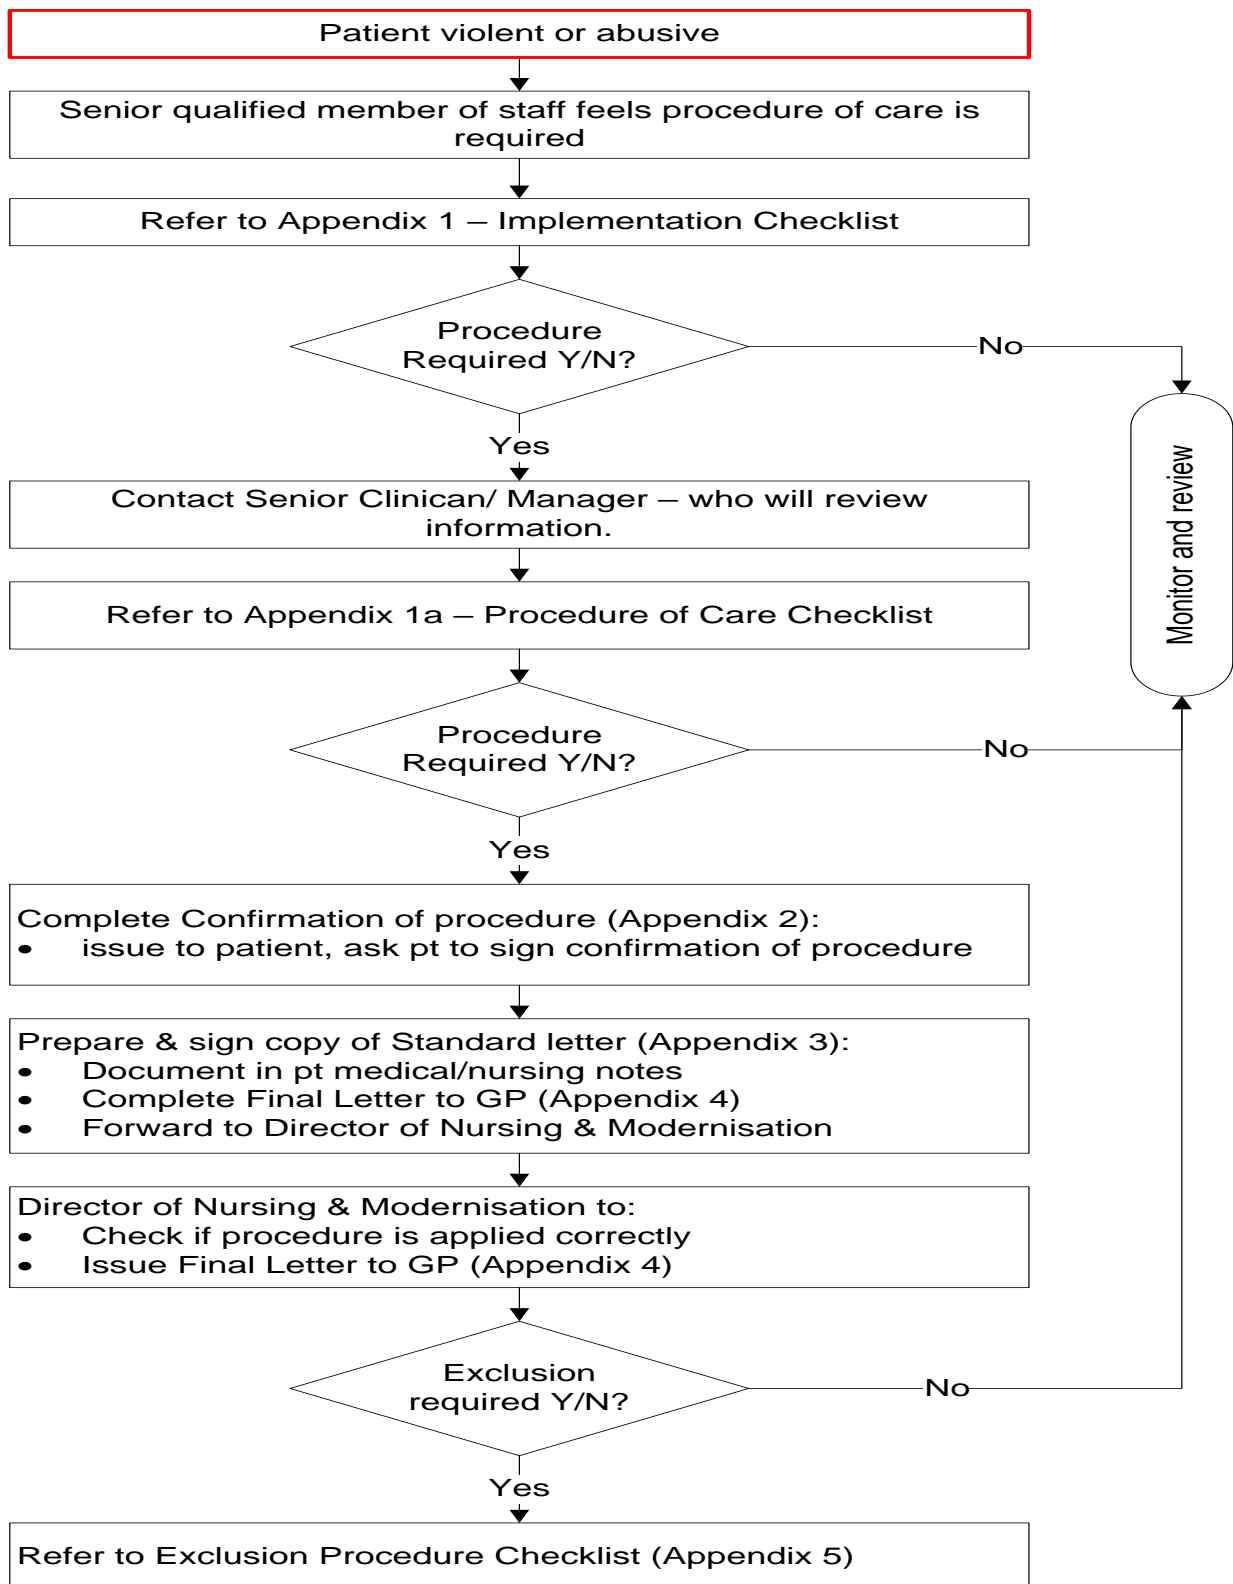 Patient violent or abusive
Senior qualified member of staff feels procedure of care is
required
Refer to Appendix 1 – Implementation Checklist
Procedure
Required Y/N?
No
Yes
Monitor and review
Contact Senior Clinican/ Manager – who will review
information.
Refer to Appendix 1a – Procedure of Care Checklist
Procedure
Required Y/N?
No
Yes
Complete Confirmation of procedure (Appendix 2):
• issue to patient, ask pt to sign confirmation of procedure
Prepare & sign copy of Standard letter (Appendix 3):
• Document in pt medical/nursing notes
• Complete Final Letter to GP (Appendix 4)
• Forward to Director of Nursing & Modernisation
Director of Nursing & Modernisation to:
• Check if procedure is applied correctly
• Issue Final Letter to GP (Appendix 4)
Exclusion
required Y/N?
No
Yes
Refer to Exclusion Procedure Checklist (Appendix 5)